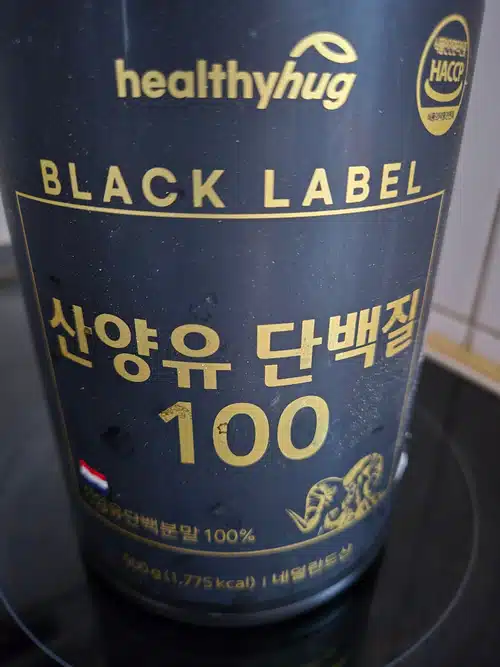 healthyhug
HACCP
BLACK LABEL
산양유 단백질
100
산양유단백분말 100%
500g (1,775 kcal) | 네덜란드산